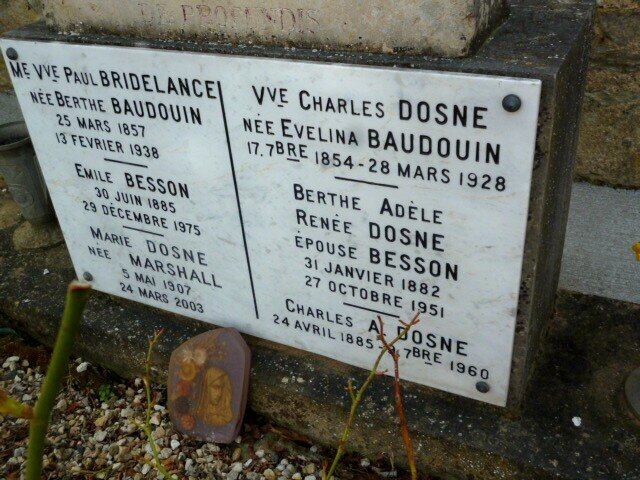 DE PROFUNDIS
ME VVE PAUL BRIDELANCE
NÉE BERTHE BAUDOUIN
25 MARS 1857
13 FÉVRIER 1938
EMILE BESSON
30 JUIN 1885
29 DÉCEMBRE 1975
MARIE DOSNE
NÉE MARSHALL
5 MAI 1907
24 MARS 2003
VVE CHARLES DOSNE
NÉE EVELINA BAUDOUIN
17.7BRE 1854-28 MARS 1928
BERTHE ADÈLE
RENÉE DOSNE
ÉPOUSE BESSON
31 JANVIER 1882
27 OCTOBRE 1951
CHARLES A. DOSNE
24 AVRIL 1885- 7BRE 1960